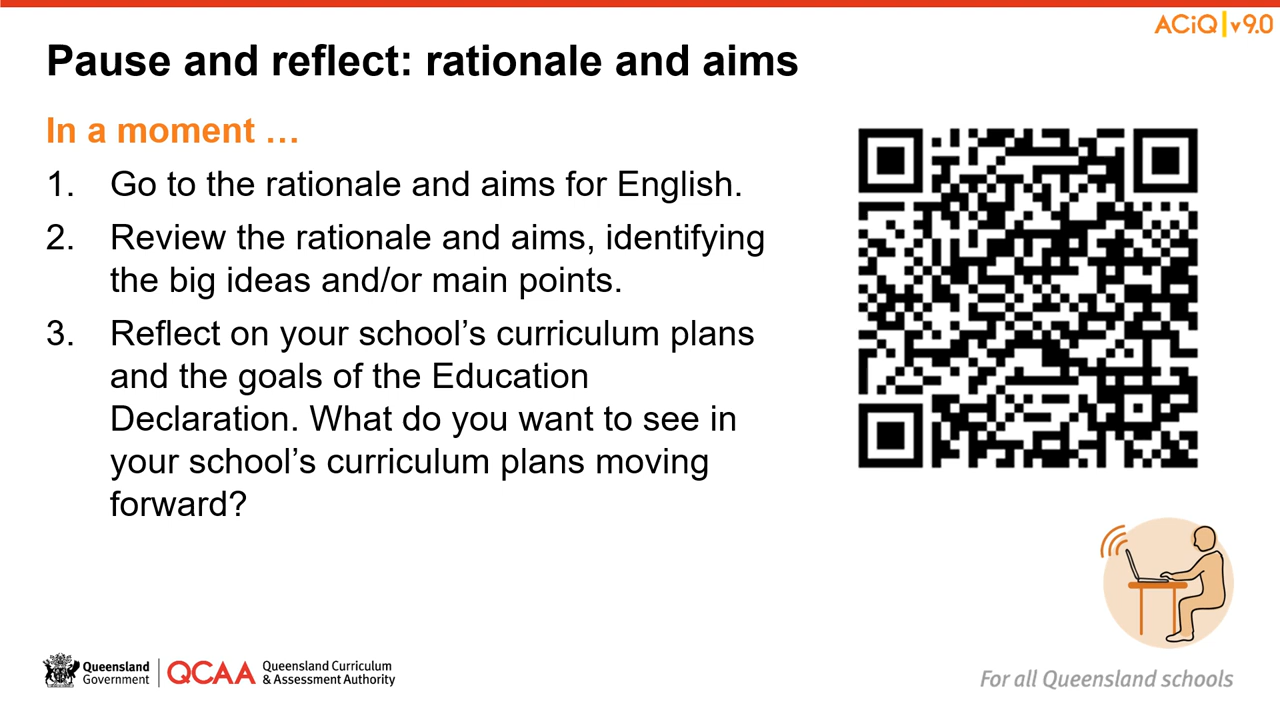 ACiQ v9.0
Pause and reflect: rationale and aims
In a moment …
1. Go to the rationale and aims for English.
2. Review the rationale and aims, identifying
the big ideas and/or main points.
3. Reflect on your school’s curriculum plans
and the goals of the Education
Declaration. What do you want to see in
your school’s curriculum plans moving
forward?
Queensland
Government
QCAA
Queensland Curriculum
& Assessment Authority
For all Queensland schools